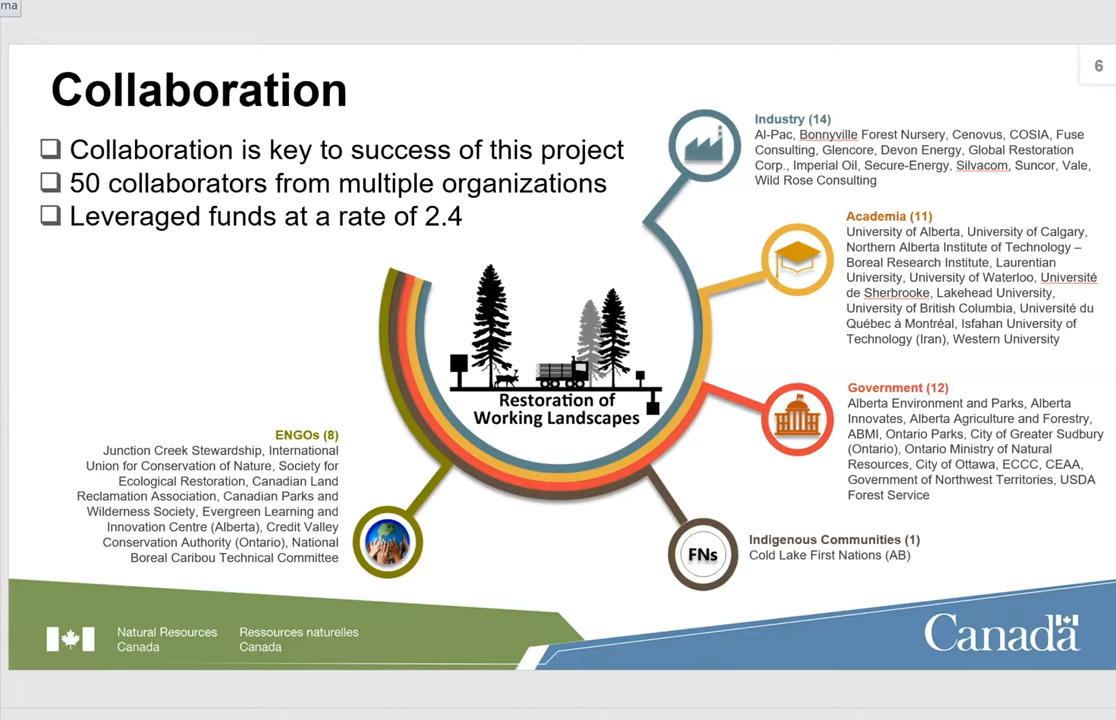 ma
6
Collaboration
❑ Collaboration is key to success of this project
❑ 50 collaborators from multiple organizations
❑ Leveraged funds at a rate of 2.4
Industry (14)
Al-Pac, Bonnyville Forest Nursery, Cenovus, COSIA, Fuse
Consulting, Glencore, Devon Energy, Global Restoration
Corp., Imperial Oil, Secure-Energy, Silvacom, Suncor, Vale,
Wild Rose Consulting
Academia (11)
University of Alberta, University of Calgary,
Northern Alberta Institute of Technology –
Boreal Research Institute, Laurentian
University, University of Waterloo, Université
de Sherbrooke, Lakehead University,
University of British Columbia, Université du
Québec à Montréal, Isfahan University of
Technology (Iran), Western University
Restoration of
Working Landscapes
Government (12)
Alberta Environment and Parks, Alberta
Innovates, Alberta Agriculture and Forestry,
ABMI, Ontario Parks, City of Greater Sudbury
(Ontario), Ontario Ministry of Natural
Resources, City of Ottawa, ECCC, CEAA,
Government of Northwest Territories, USDA
Forest Service
ENGOs (8)
Junction Creek Stewardship, International
Union for Conservation of Nature, Society for
Ecological Restoration, Canadian Land
Reclamation Association, Canadian Parks and
Wilderness Society, Evergreen Learning and
Innovation Centre (Alberta), Credit Valley
Conservation Authority (Ontario), National
Boreal Caribou Technical Committee
FNs
Indigenous Communities (1)
Cold Lake First Nations (AB)
Natural Resources
Canada
Ressources naturelles
Canada
Canada